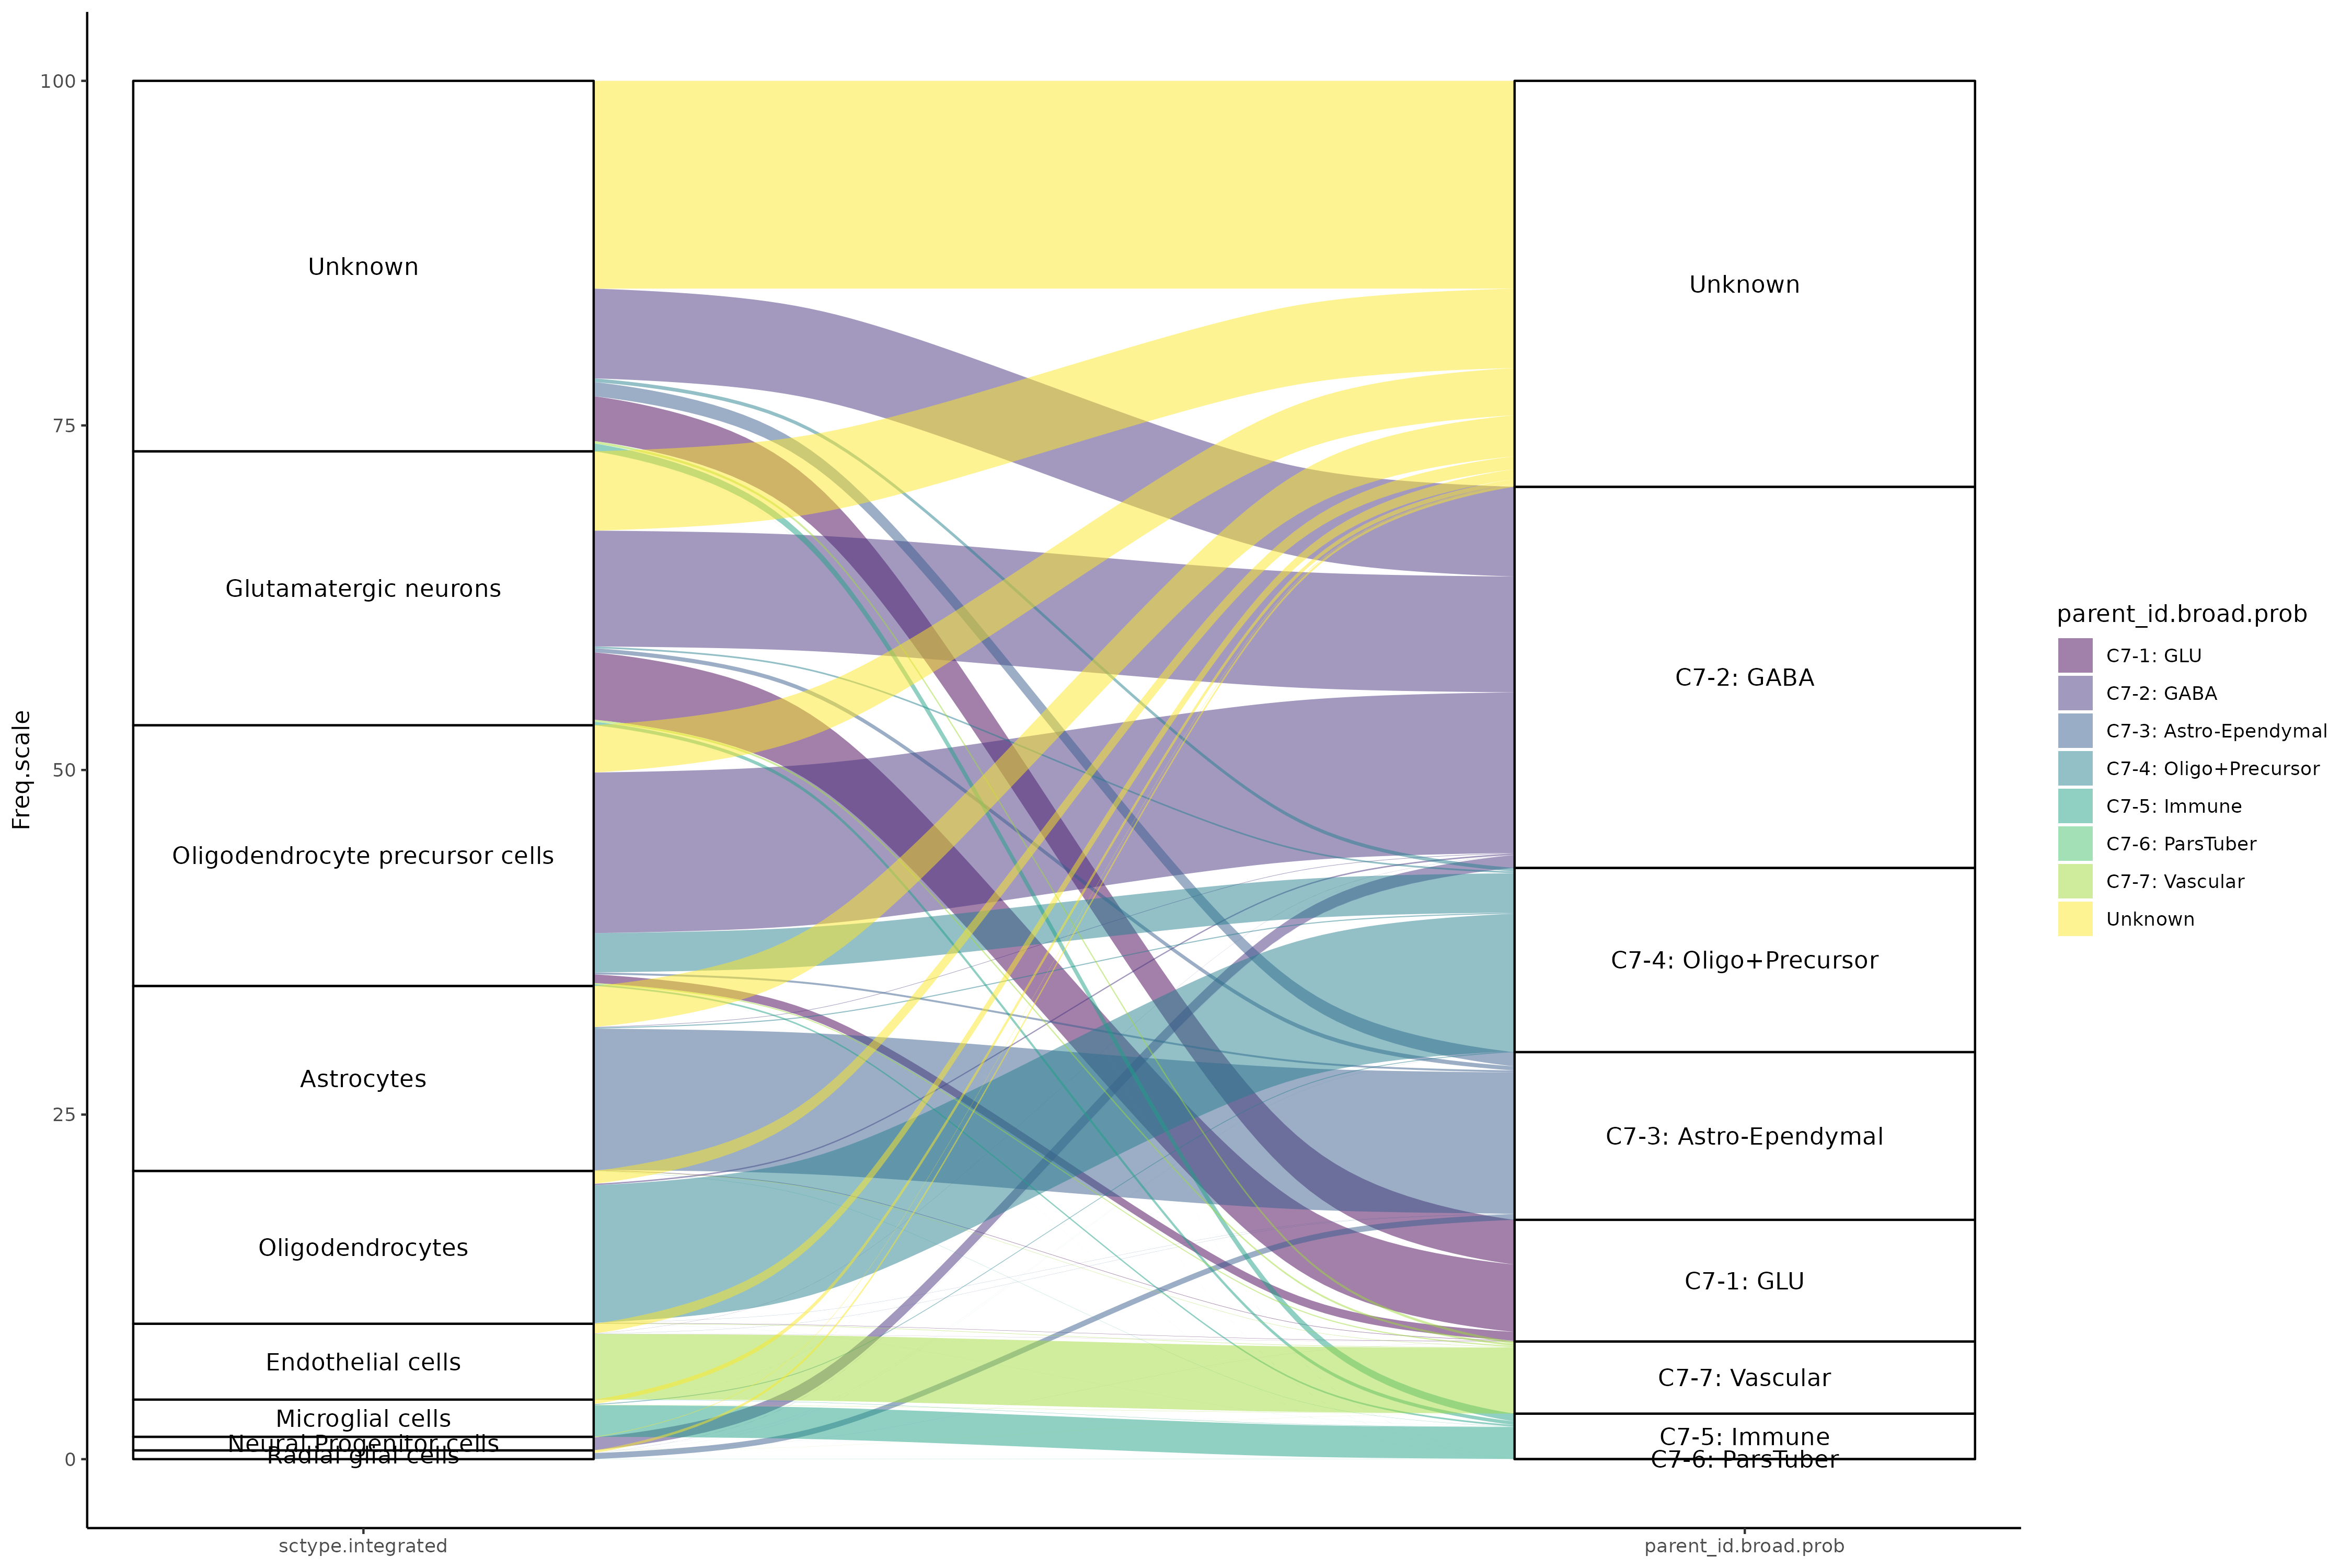 Freq.scale
100
75
50
25
0
Unknown
Glutamatergic neurons
Oligodendrocyte precursor cells
Astrocytes
Oligodendrocytes
Endothelial cells
Microglial cells
Neural Progenitor cells
Radial glial cells
Unknown
C7-2: GABA
C7-4: Oligo+Precursor
C7-3: Astro-Ependymal
C7-1: GLU
C7-7: Vascular
C7-5: Immune
C7-6: ParsTuber
sctype.integrated
parent_id.broad.prob
parent_id.broad.prob
C7-1: GLU
C7-2: GABA
C7-3: Astro-Ependymal
C7-4: Oligo+Precursor
C7-5: Immune
C7-6: ParsTuber
C7-7: Vascular
Unknown